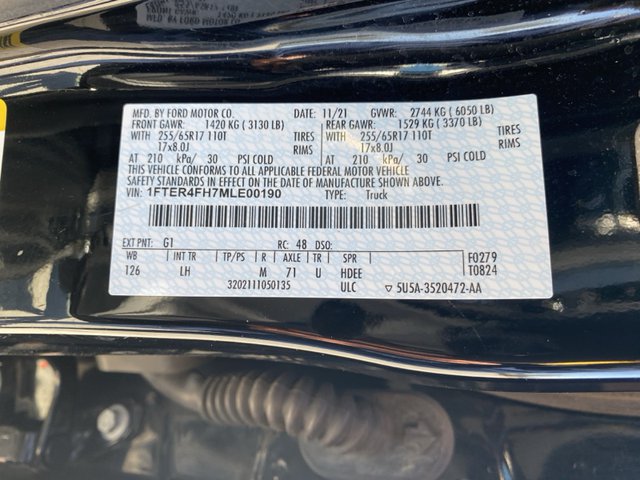 MFD. BY FORD MOTOR CO.
MFD. BY FORD MOTOR CO. DATE: 11/21 GVWR: 2744 KG ( 6050 LB)
FRONT GAWR: 1420 KG ( 3130 LB) REAR GAWR: 1529 KG ( 3370 LB)
WITH 255/65R17 110T TIRES WITH 255/65R17 110T TIRES
17x8.0J 17x8.0J
AT 210 kPa/ 30 PSI COLD AT 210 kPa/ 30 PSI COLD
THIS VEHICLE CONFORMS TO ALL APPLICABLE FEDERAL MOTOR VEHICLE
SAFETY STANDARDS IN EFFECT ON THE DATE OF MANUFACTURE SHOWN ABOVE.
VIN: 1FTER4FH7MLE00190 TYPE: Truck
EXT PNT: G1 RC: 48 DSO:
WB INT TR TP/PS R AXLE TR SPR F0279
126 LH M 71 U HDEE T0824
3202111050135 ULC ▽ 5U5A-3520472-AA